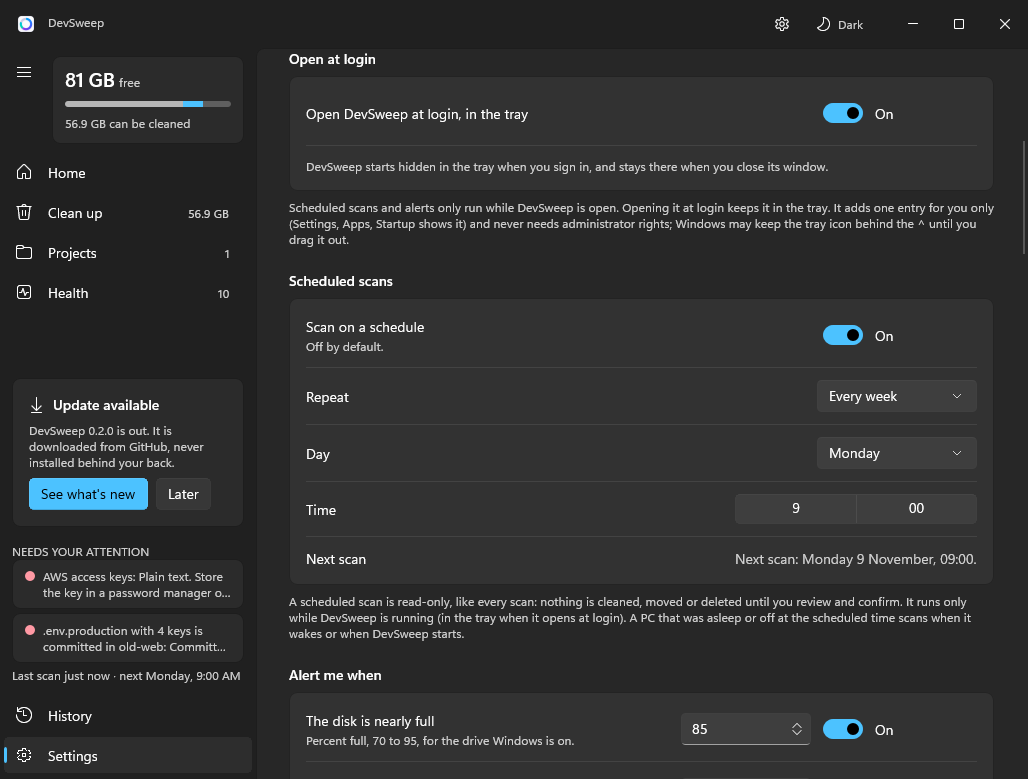 DevSweep
Dark
81 GB free
56.9 GB can be cleaned
Home
Clean up 56.9 GB
Projects 1
Health 10
Update available
DevSweep 0.2.0 is out. It is
downloaded from GitHub, never
installed behind your back.
See what's new Later
NEEDS YOUR ATTENTION
AWS access keys: Plain text. Store
the key in a password manager o...
.env.production with 4 keys is
committed in old-web: Committ...
Last scan just now · next Monday, 9:00 AM
History
Settings
Open at login
Open DevSweep at login, in the tray On
DevSweep starts hidden in the tray when you sign in, and stays there when you close its window.
Scheduled scans and alerts only run while DevSweep is open. Opening it at login keeps it in the tray. It adds one entry for you only
(Settings, Apps, Startup shows it) and never needs administrator rights; Windows may keep the tray icon behind the ^ until you
drag it out.
Scheduled scans
Scan on a schedule On
Off by default.
Repeat Every week
Day Monday
Time 9 00
Next scan Next scan: Monday 9 November, 09:00.
A scheduled scan is read-only, like every scan: nothing is cleaned, moved or deleted until you review and confirm. It runs only
while DevSweep is running (in the tray when it opens at login). A PC that was asleep or off at the scheduled time scans when it
wakes or when DevSweep starts.
Alert me when
The disk is nearly full 85 On
Percent full, 70 to 95, for the drive Windows is on.